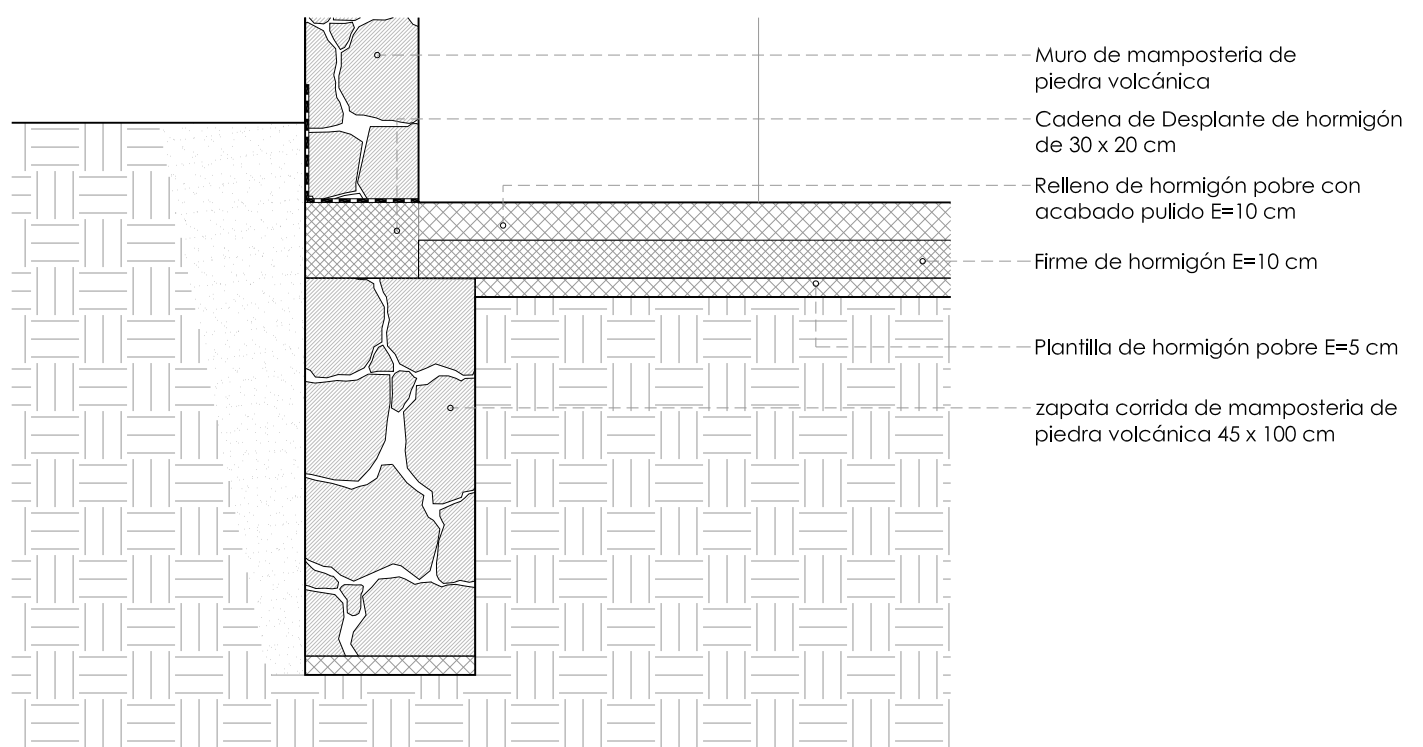 Muro de mamposteria de
piedra volcánica
Cadena de Desplante de hormigón
de 30 x 20 cm
Relleno de hormigón pobre con
acabado pulido E=10 cm
Firme de hormigón E=10 cm
Plantilla de hormigón pobre E=5 cm
zapata corrida de mamposteria de
piedra volcánica 45 x 100 cm